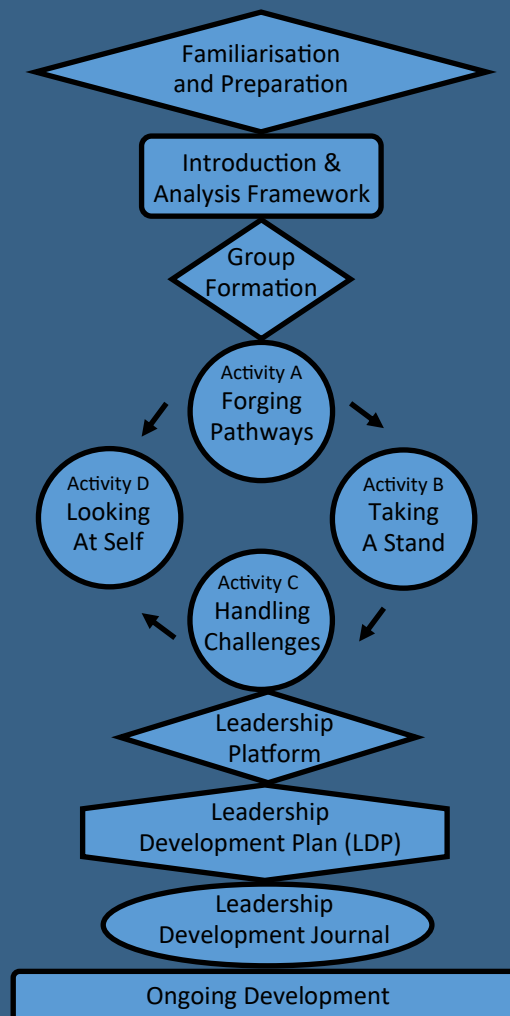 Familiarisation
and Preparation
Introduction &
Analysis Framework
Group
Formation
Activity A
Forging
Pathways
Activity D
Looking
At Self
Activity B
Taking
A Stand
Activity C
Handling
Challenges
Leadership
Platform
Leadership
Development Plan (LDP)
Leadership
Development Journal
Ongoing Development